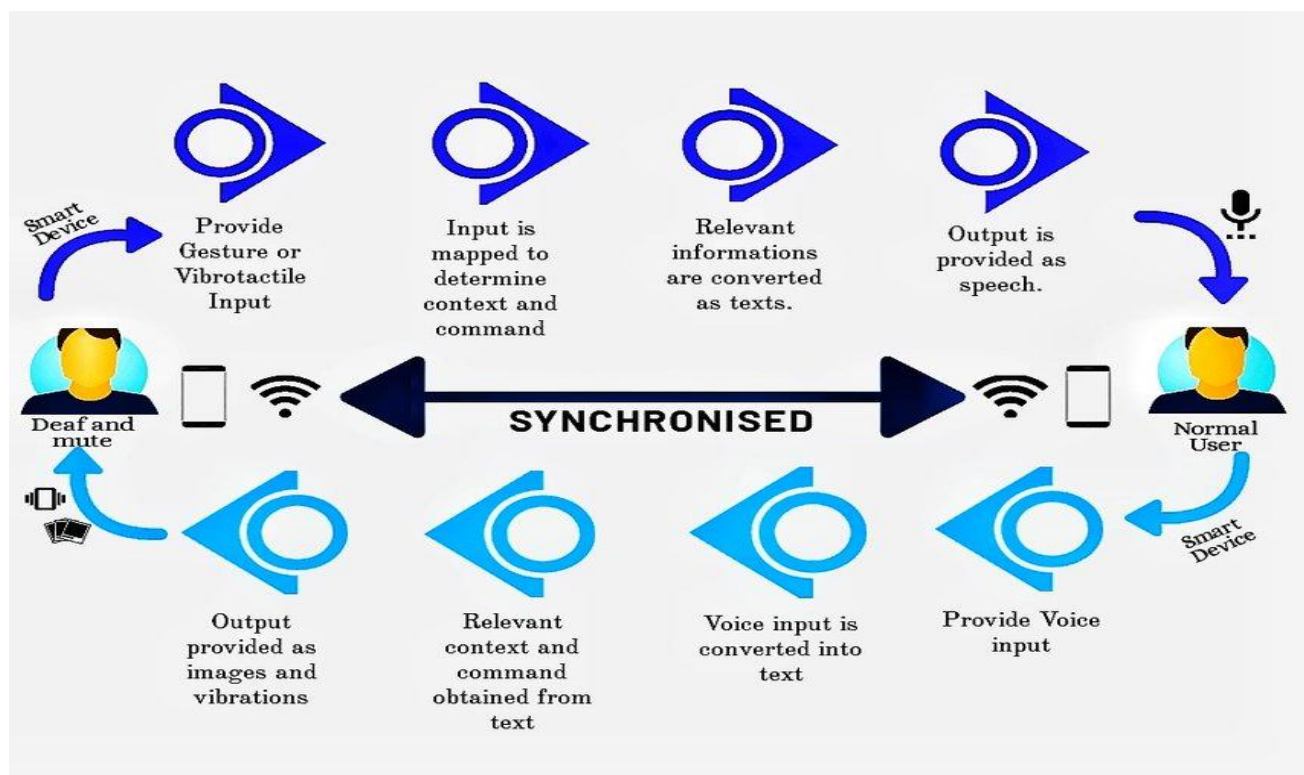 Smart
Device
Provide
Gesture or
Vibrotactile
Input
Input is
mapped to
determine
context and
command
Relevant
informations
are converted
as texts.
Output is
provided as
speech.
Deaf and
mute
SYNCHRONISED
Normal
User
Smart
Device
Output
provided as
images and
vibrations
Relevant
context and
command
obtained from
text
Voice input is
converted into
text
Provide Voice
input